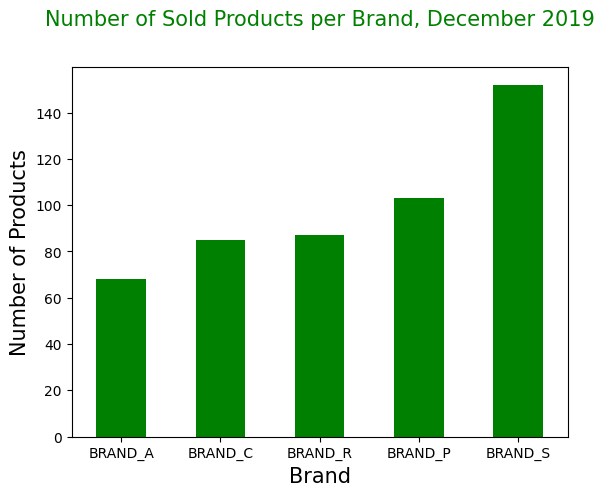 Number of Sold Products per Brand, December 2019
Number of Products
140
120
100
80
60
40
20
0
BRAND_A BRAND_C BRAND_R BRAND_P BRAND_S
Brand